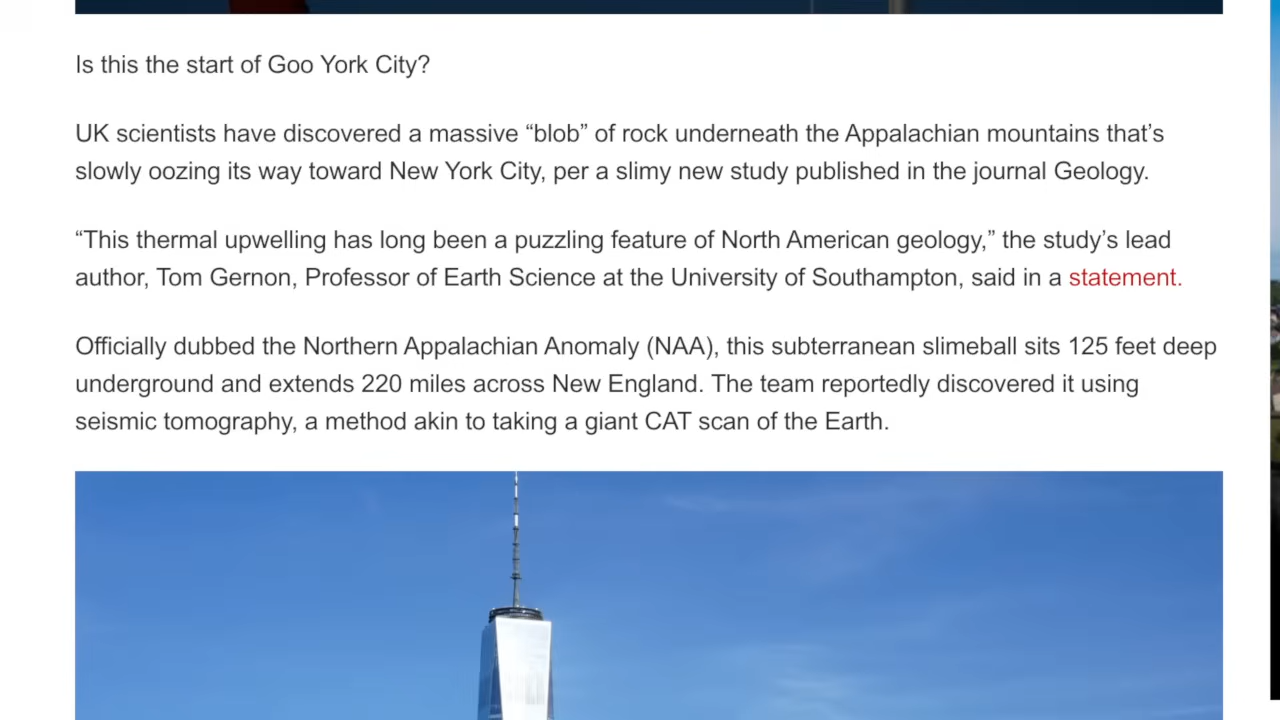 Is this the start of Goo York City?
UK scientists have discovered a massive “blob” of rock underneath the Appalachian mountains that’s
slowly oozing its way toward New York City, per a slimy new study published in the journal Geology.
“This thermal upwelling has long been a puzzling feature of North American geology,” the study’s lead
author, Tom Gernon, Professor of Earth Science at the University of Southampton, said in a statement.
Officially dubbed the Northern Appalachian Anomaly (NAA), this subterranean slimeball sits 125 feet deep
underground and extends 220 miles across New England. The team reportedly discovered it using
seismic tomography, a method akin to taking a giant CAT scan of the Earth.